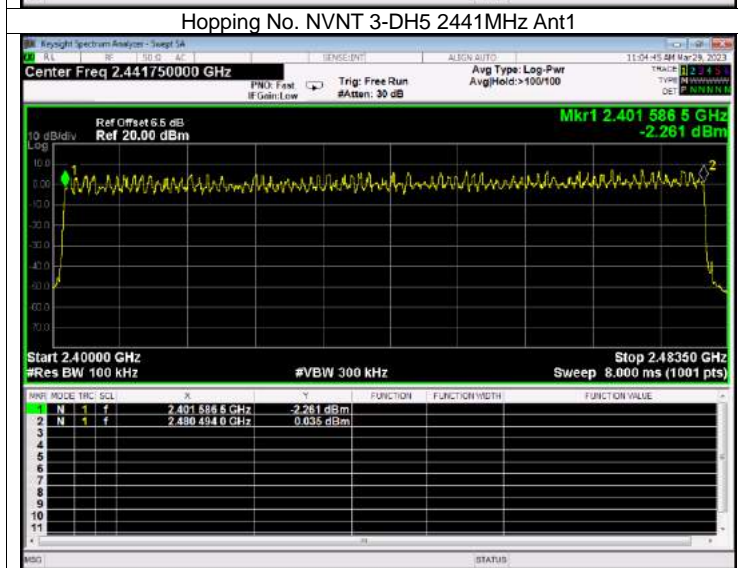 Hopping No. NVNT 3-DH5 2441MHz Ant1
Keysight Spectrum Analyzer - Swept SA
RL RF 50 Ω AC SENSE:INT ALIGN AUTO 11:04:45 AM Mar 29, 2023
Center Freq 2.441750000 GHz
PNO: Fast
IFGain:Low
Trig: Free Run
#Atten: 30 dB
Avg Type: Log-Pwr
Avg|Hold:>100/100
TRACE 1 2 3 4 5 6
TYPE M
DET P N N N N N
Mkr1 2.401 586 5 GHz
-2.261 dBm
Ref Offset 6.5 dB
10 dB/div Ref 20.00 dBm
Log
10.0
0.00
-10.0
-20.0
-30.0
-40.0
-50.0
-60.0
-70.0
1
2
Start 2.40000 GHz Stop 2.48350 GHz
#Res BW 100 kHz #VBW 300 kHz Sweep 8.000 ms (1001 pts)
MKR MODE TRC SCL X Y FUNCTION FUNCTION WIDTH FUNCTION VALUE
1 N 1 f 2.401 586 5 GHz -2.261 dBm
2 N 1 f 2.480 494 0 GHz 0.035 dBm
3
4
5
6
7
8
9
10
11
MSG STATUS